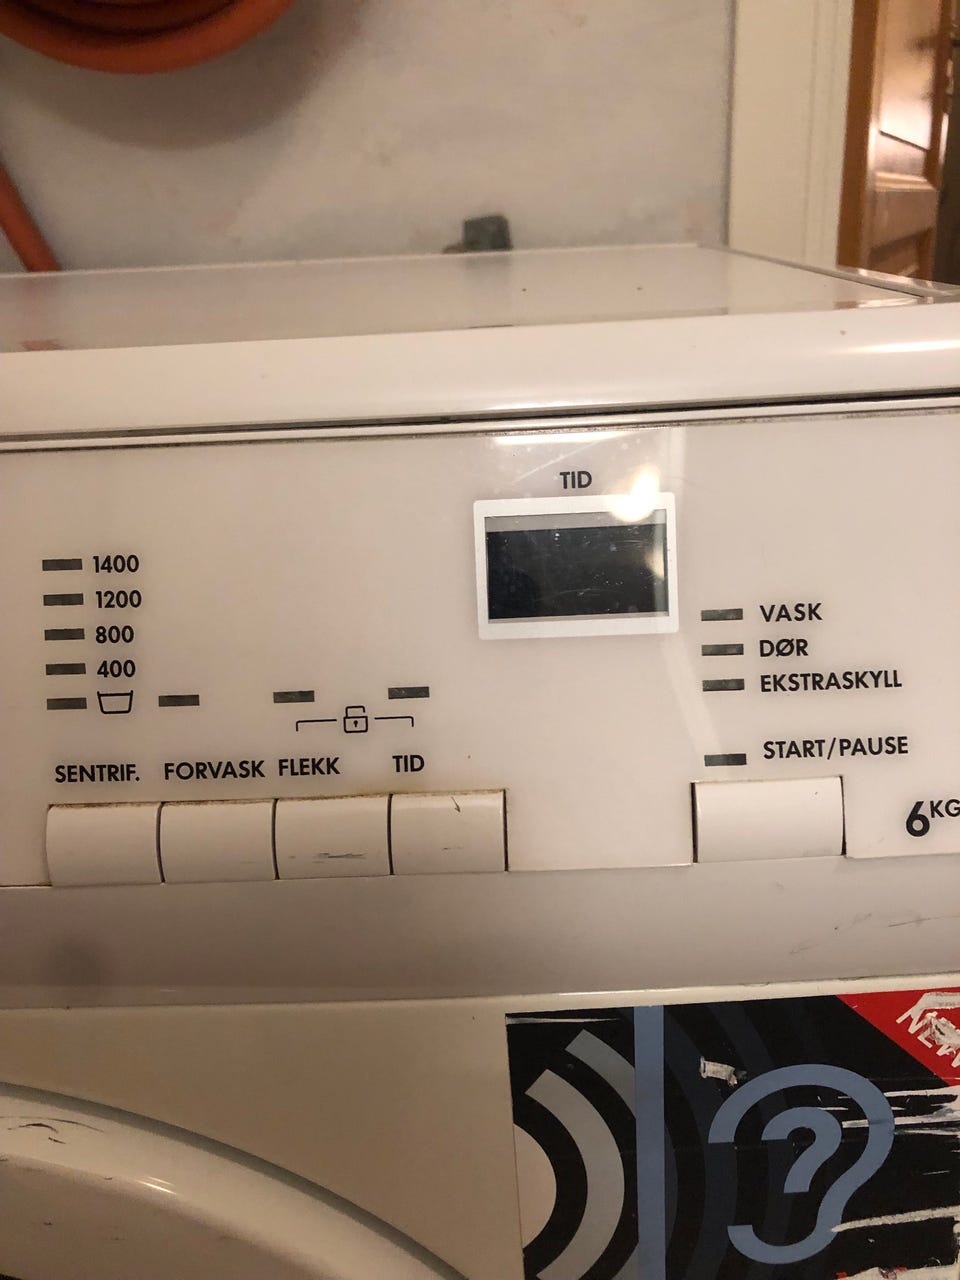 TID
1400
1200
800
400
SENTRIF.
FORVASK
FLEKK
TID
VASK
DØR
EKSTRASKYLL
START/PAUSE
6KG